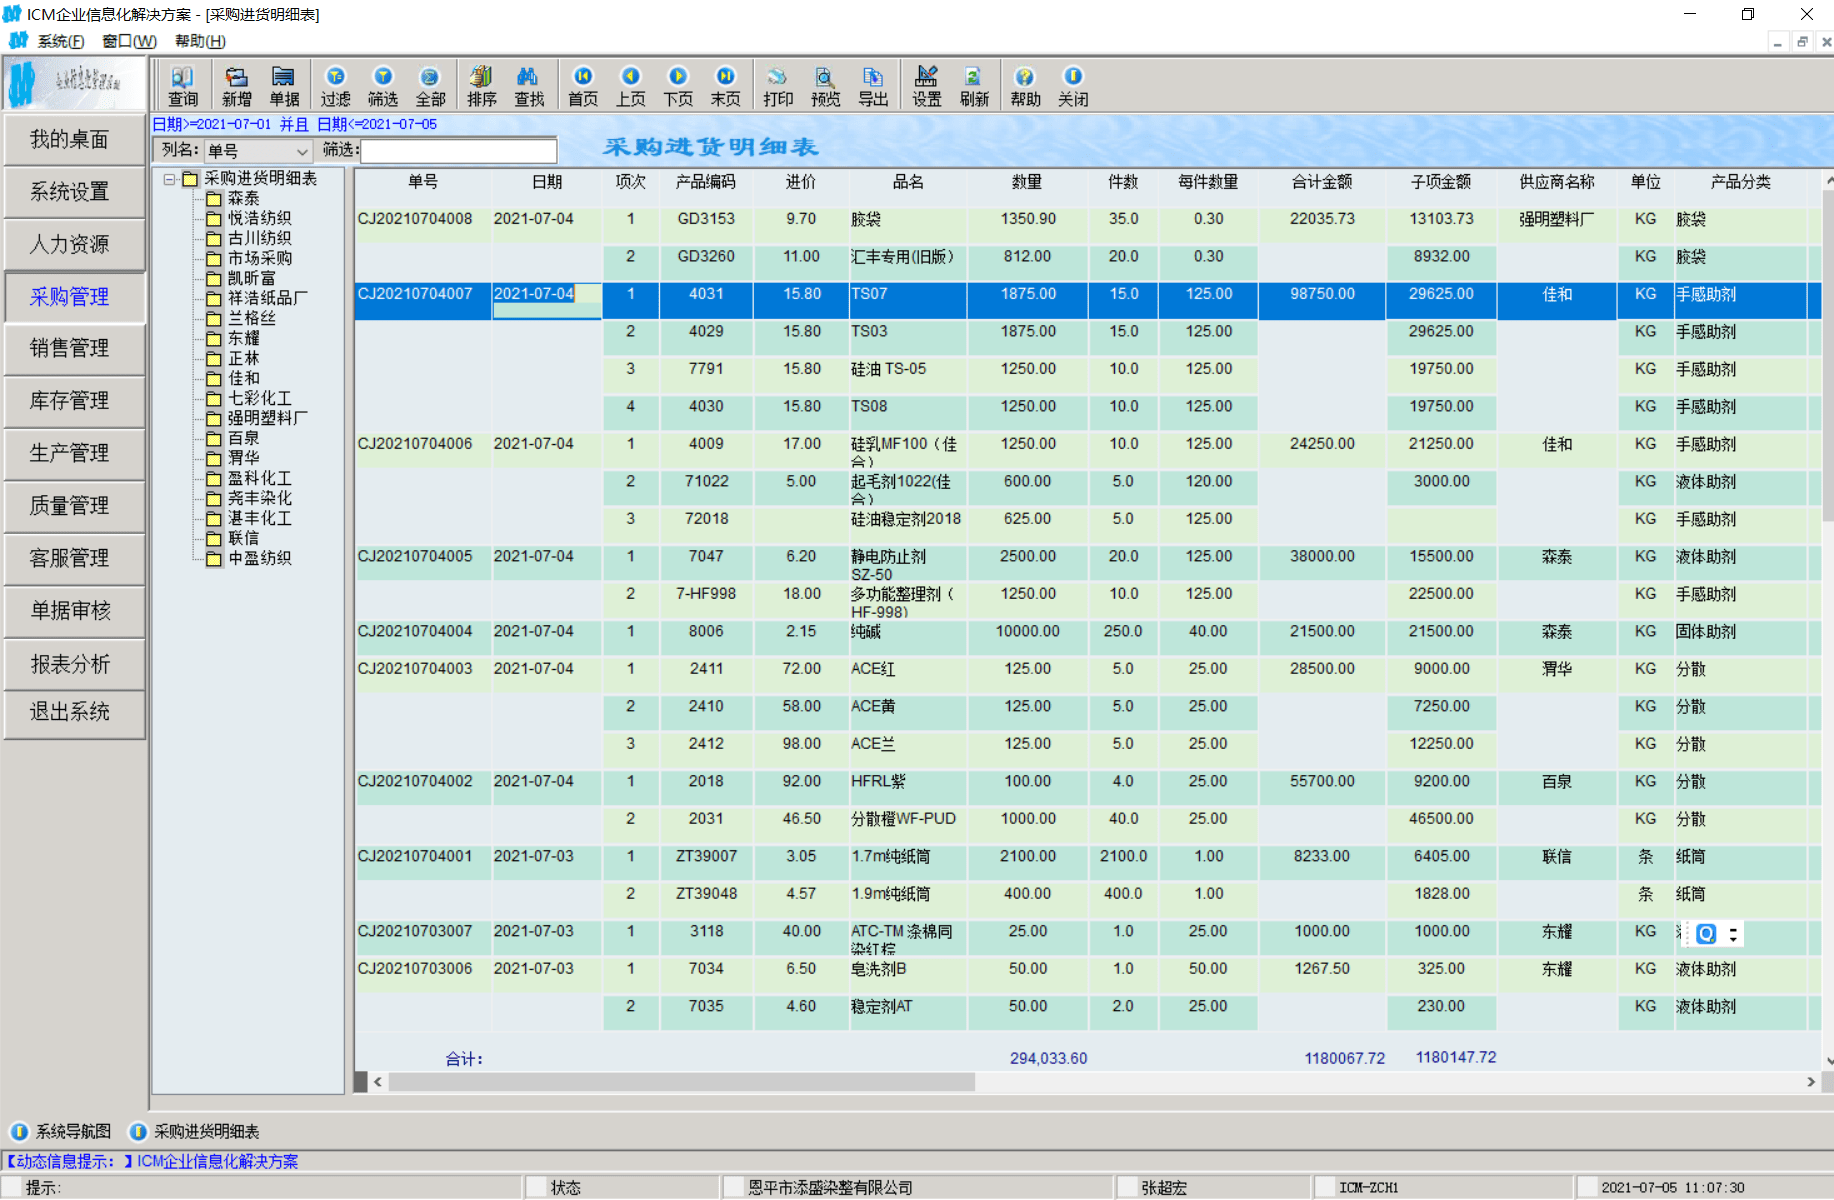 ICM企业信息化解决方案 - [采购进货明细表]
系统(F) 窗口(W) 帮助(H)
查询 新增 单据 过滤 筛选 全部 排序 查找 首页 上页 下页 末页 打印 预览 导出 设置 刷新 帮助 关闭
日期>=2021-07-01 并且 日期<=2021-07-05
列名: 单号 筛选:
采购进货明细表
我的桌面
系统设置
人力资源
采购管理
销售管理
库存管理
生产管理
质量管理
客服管理
单据审核
报表分析
退出系统
采购进货明细表
森泰
悦浩纺织
古川纺织
市场采购
凯昕富
祥浩纸品厂
兰格丝
东耀
正林
佳和
七彩化工
强明塑料厂
百泉
渭华
盈科化工
尧丰染化
湛丰化工
联信
中盈纺织
单号 日期 项次 产品编码 进价 品名 数量 件数 每件数量 合计金额 子项金额 供应商名称 单位 产品分类
CJ20210704008 2021-07-04 1 GD3153 9.70 胶袋 1350.90 35.0 0.30 22035.73 13103.73 强明塑料厂 KG 胶袋
2 GD3260 11.00 汇丰专用(旧版) 812.00 20.0 0.30 8932.00 KG 胶袋
CJ20210704007 2021-07-04 1 4031 15.80 TS07 1875.00 15.0 125.00 98750.00 29625.00 佳和 KG 手感助剂
2 4029 15.80 TS03 1875.00 15.0 125.00 29625.00 KG 手感助剂
3 7791 15.80 硅油 TS-05 1250.00 10.0 125.00 19750.00 KG 手感助剂
4 4030 15.80 TS08 1250.00 10.0 125.00 19750.00 KG 手感助剂
CJ20210704006 2021-07-04 1 4009 17.00 硅乳MF100（佳 1250.00 10.0 125.00 24250.00 21250.00 佳和 KG 手感助剂
合）
2 71022 5.00 起毛剂1022(佳 600.00 5.0 120.00 3000.00 KG 液体助剂
合）
3 72018 硅油稳定剂2018 625.00 5.0 125.00 KG 手感助剂
CJ20210704005 2021-07-04 1 7047 6.20 静电防止剂 2500.00 20.0 125.00 38000.00 15500.00 森泰 KG 液体助剂
SZ-50
2 7-HF998 18.00 多功能整理剂（ 1250.00 10.0 125.00 22500.00 KG 手感助剂
HF-998)
CJ20210704004 2021-07-04 1 8006 2.15 纯碱 10000.00 250.0 40.00 21500.00 21500.00 森泰 KG 固体助剂
CJ20210704003 2021-07-04 1 2411 72.00 ACE红 125.00 5.0 25.00 28500.00 9000.00 渭华 KG 分散
2 2410 58.00 ACE黄 125.00 5.0 25.00 7250.00 KG 分散
3 2412 98.00 ACE兰 125.00 5.0 25.00 12250.00 KG 分散
CJ20210704002 2021-07-04 1 2018 92.00 HFRL紫 100.00 4.0 25.00 55700.00 9200.00 百泉 KG 分散
2 2031 46.50 分散橙WF-PUD 1000.00 40.0 25.00 46500.00 KG 分散
CJ20210704001 2021-07-03 1 ZT39007 3.05 1.7m纯纸筒 2100.00 2100.0 1.00 8233.00 6405.00 联信 条 纸筒
2 ZT39048 4.57 1.9m纯纸筒 400.00 400.0 1.00 1828.00 条 纸筒
CJ20210703007 2021-07-03 1 3118 40.00 ATC-TM 涤棉同 25.00 1.0 25.00 1000.00 1000.00 东耀 KG
染红棕
CJ20210703006 2021-07-03 1 7034 6.50 皂洗剂B 50.00 1.0 50.00 1267.50 325.00 东耀 KG 液体助剂
2 7035 4.60 稳定剂AT 50.00 2.0 25.00 230.00 KG 液体助剂
合计： 294,033.60 1180067.72 1180147.72
系统导航图 采购进货明细表
【动态信息提示：】ICM企业信息化解决方案
提示: 状态 恩平市添盛染整有限公司 张超宏 ICM-ZCH1 2021-07-05 11:07:30